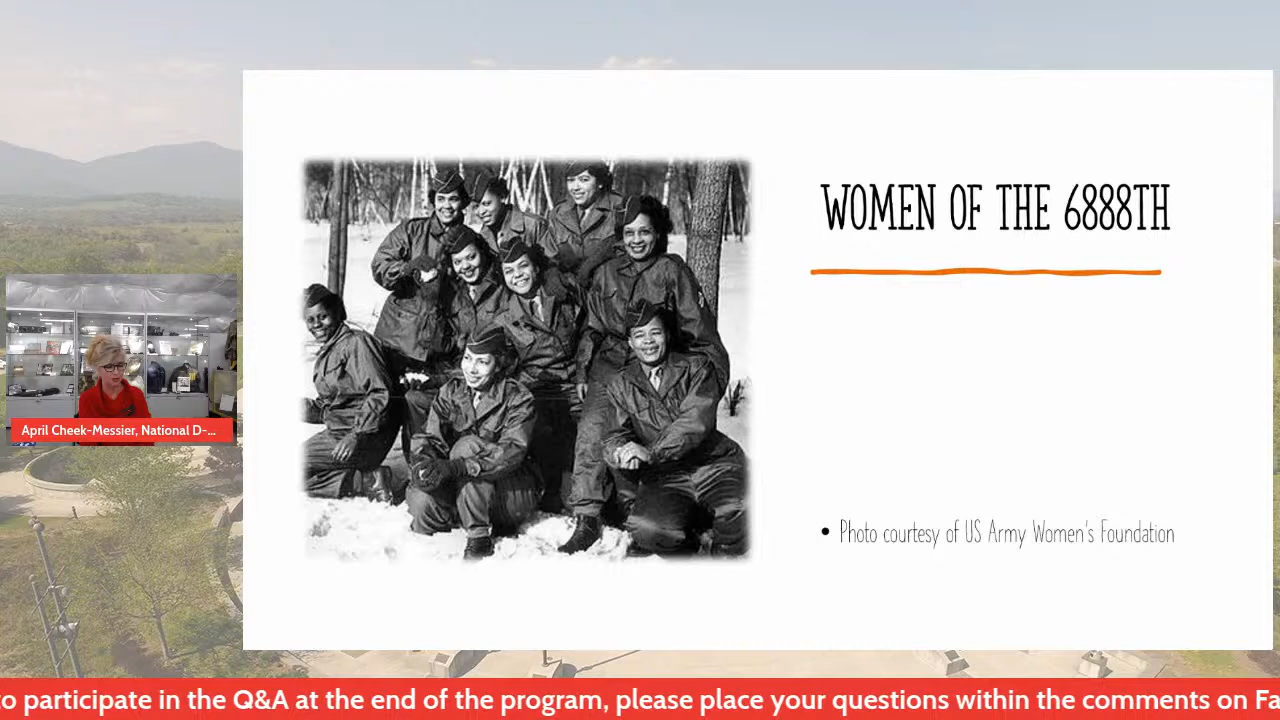 WOMEN OF THE 6888TH
• Photo courtesy of US Army Women's Foundation
April Cheek-Messier, National D-...
to participate in the Q&A at the end of the program, please place your questions within the comments on Fa